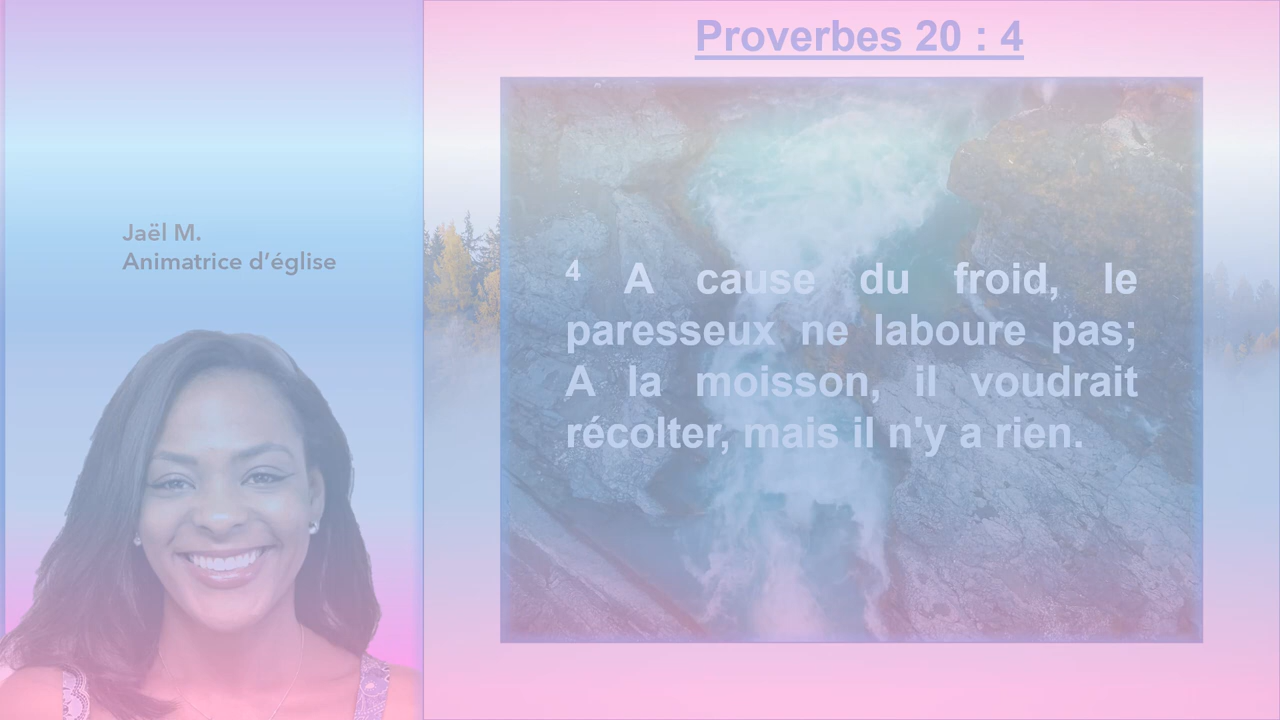 Proverbes 20 : 4
Jaël M.
Animatrice d’église
4 A cause du froid, le
paresseux ne laboure pas;
A la moisson, il voudrait
récolter, mais il n'y a rien.